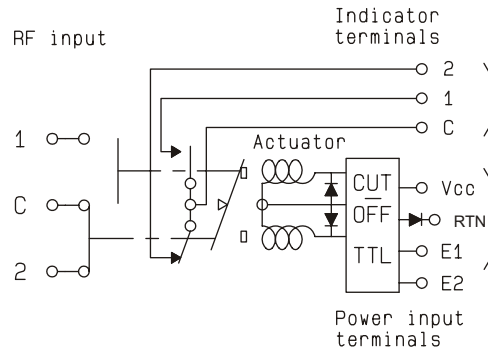 Indicator
terminals
RF input
2
1
C
Actuator
1
C
2
CUT
OFF
TTL
Vcc
RTN
E1
E2
Power input
terminals